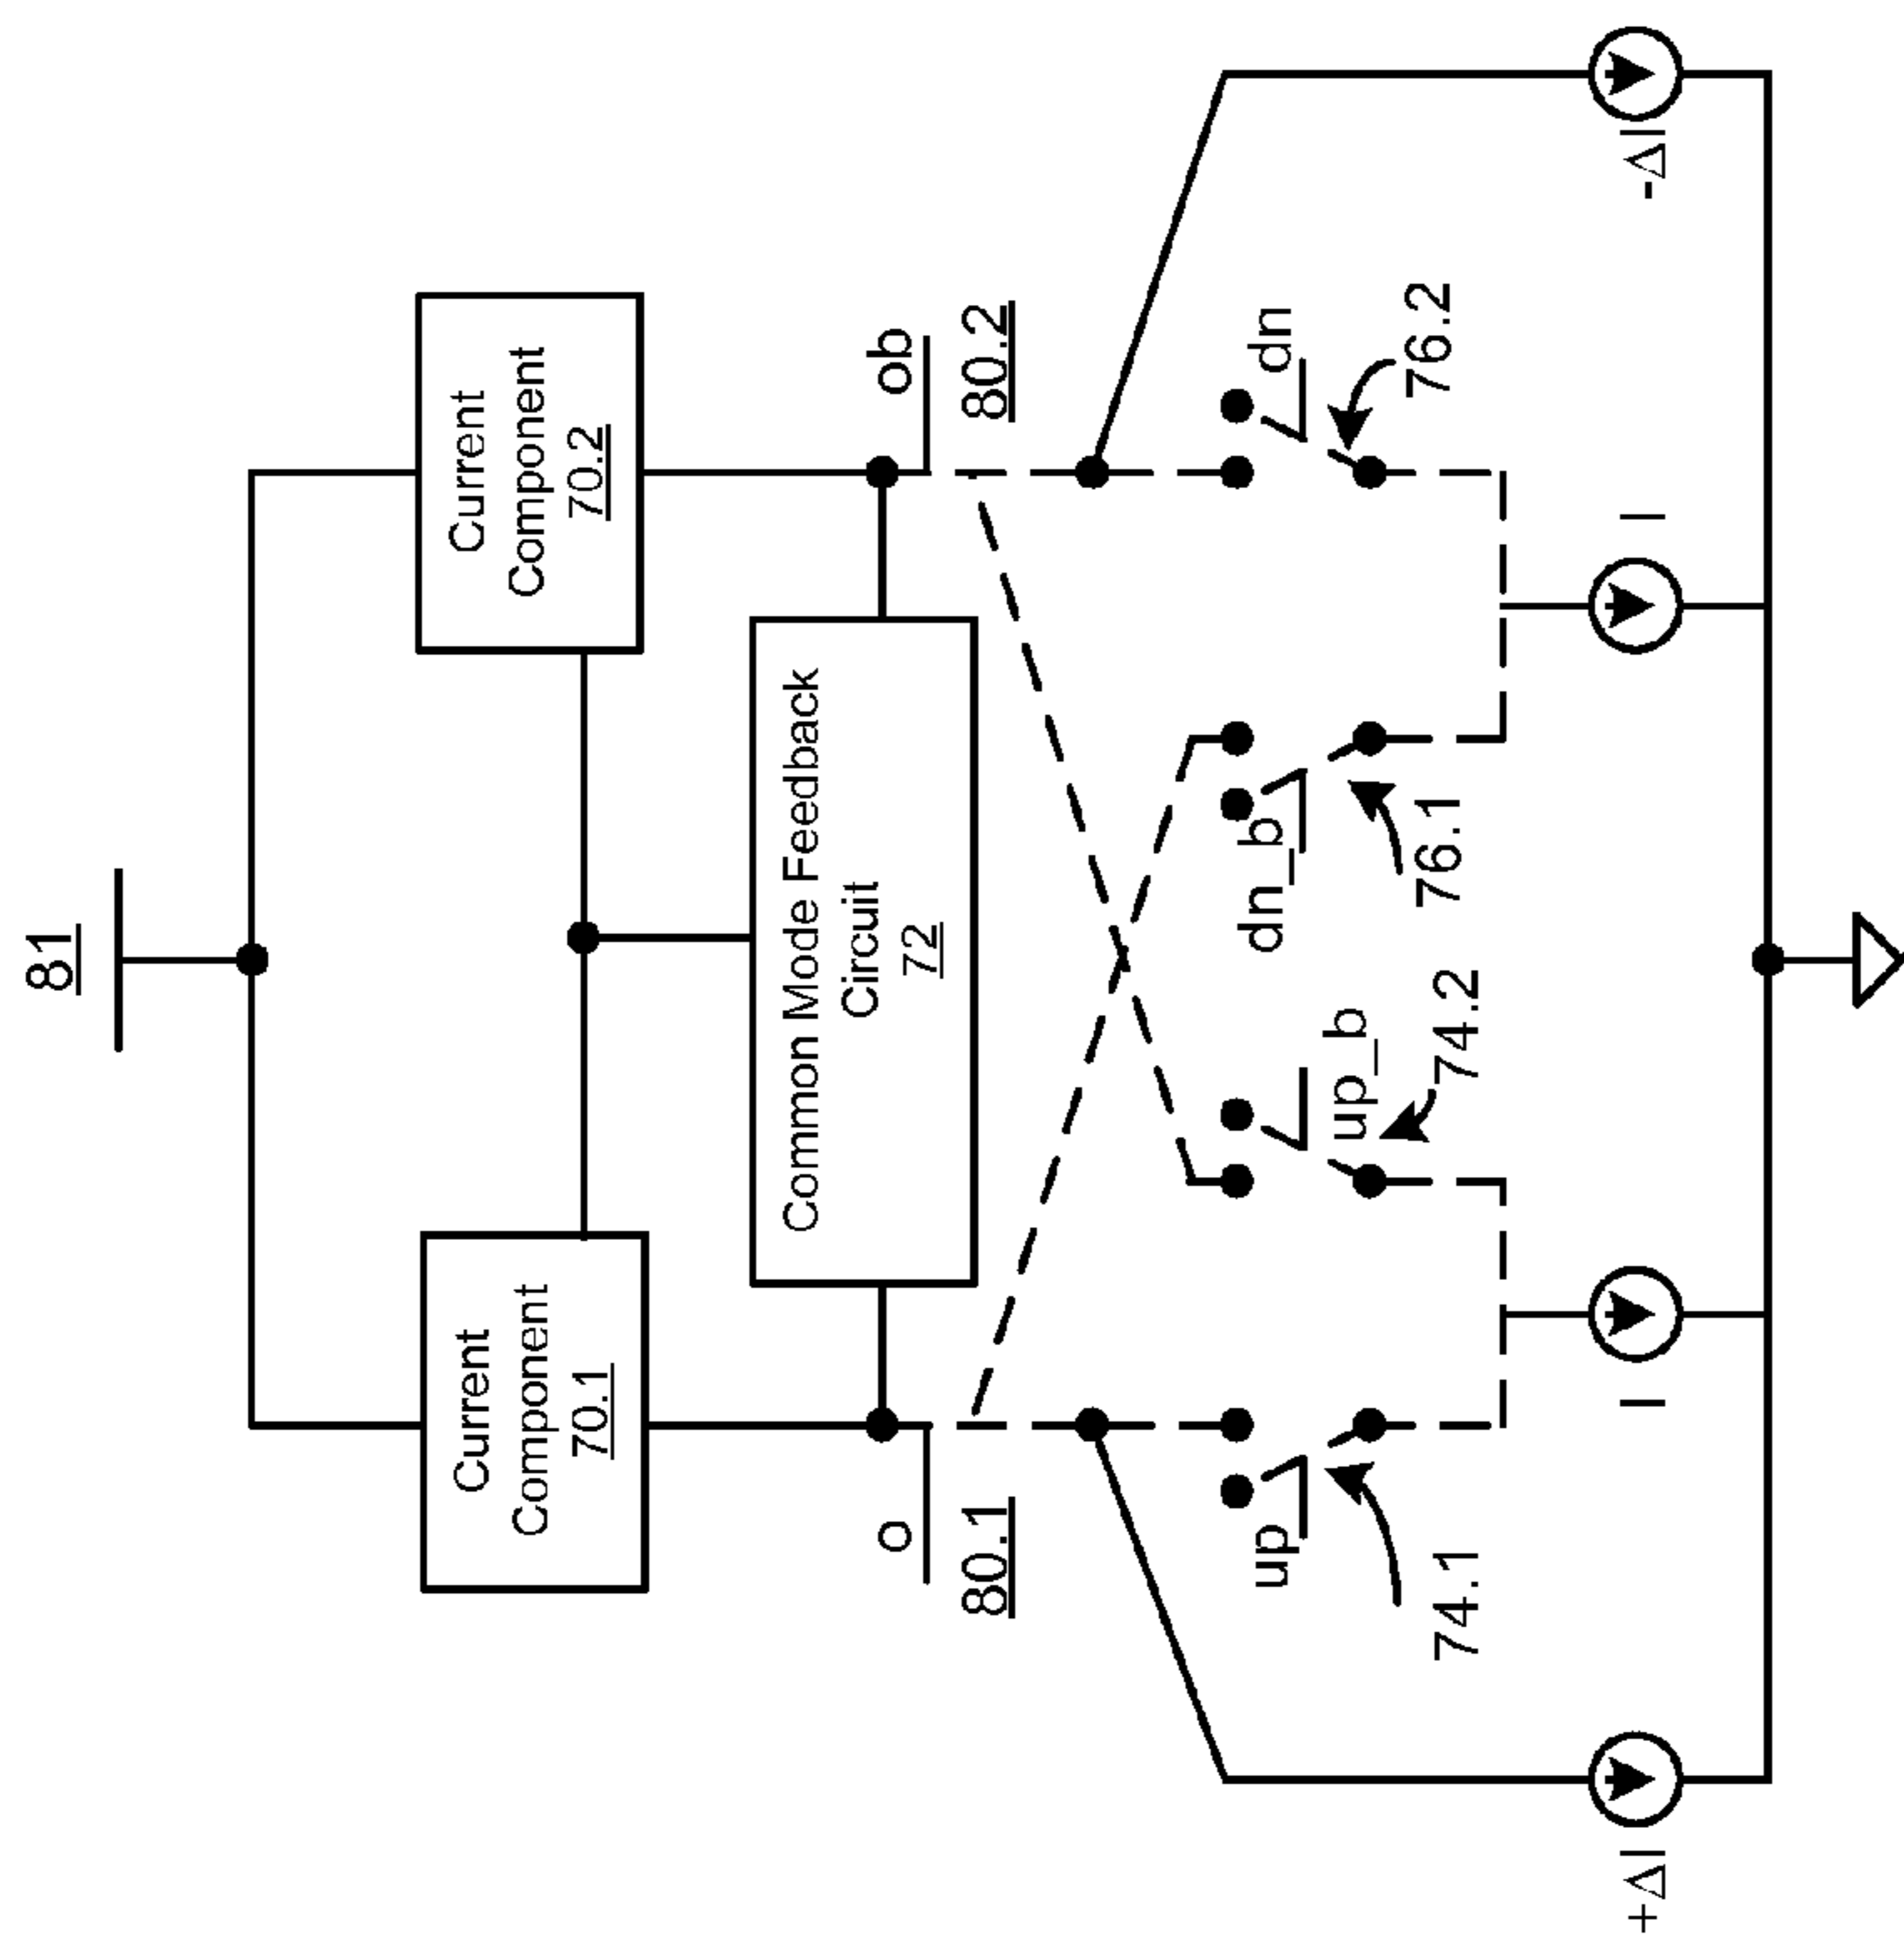 81
Current
Component
70.1
Current
Component
70.2
Common Mode Feedback
Circuit
72
o
80.1
ob
80.2
up
74.1
up_b
74.2
dn_b
76.1
dn
76.2
+ΔI
I
I
-ΔI